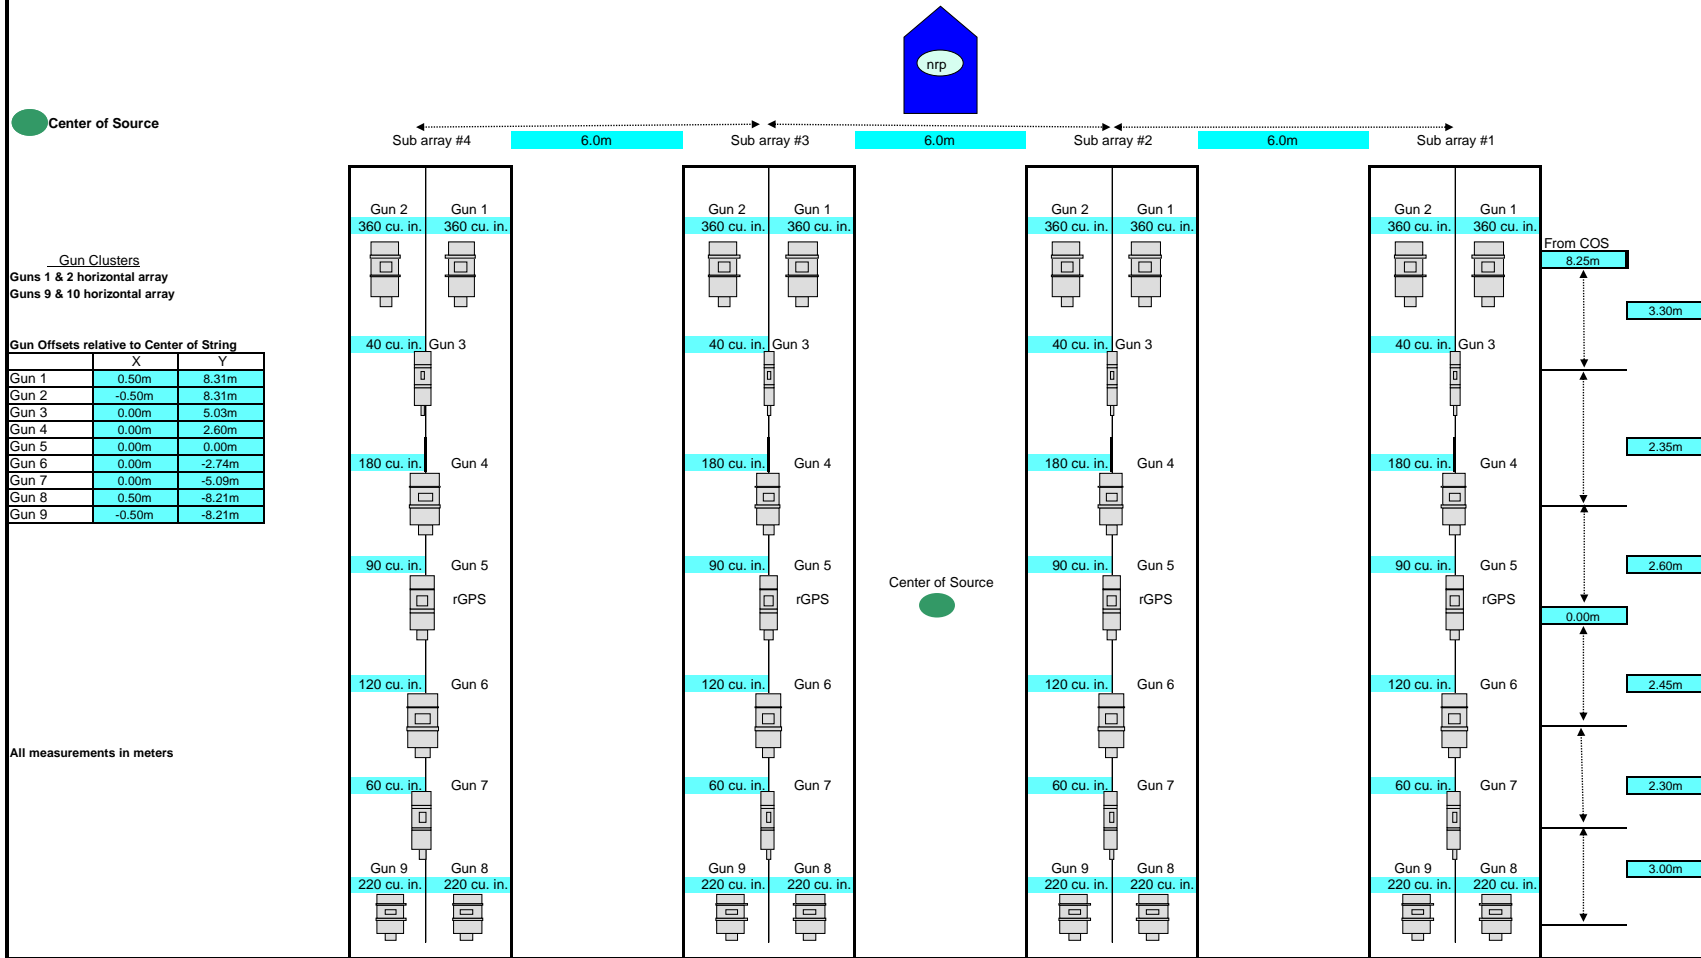 nrp
Center of Source
Sub array #4 6.0m Sub array #3 6.0m Sub array #2 6.0m Sub array #1
Gun 2 Gun 1 Gun 2 Gun 1 Gun 2 Gun 1 Gun 2 Gun 1
360 cu. in. 360 cu. in. 360 cu. in. 360 cu. in. 360 cu. in. 360 cu. in. 360 cu. in. 360 cu. in.
From COS
8.25m
Gun Clusters
Guns 1 & 2 horizontal array
Guns 9 & 10 horizontal array
3.30m
Gun Offsets relative to Center of String
40 cu. in. Gun 3 40 cu. in. Gun 3 40 cu. in. Gun 3 40 cu. in. Gun 3
X Y
Gun 1 0.50m 8.31m
Gun 2 -0.50m 8.31m
Gun 3 0.00m 5.03m
Gun 4 0.00m 2.60m
Gun 5 0.00m 0.00m
Gun 6 0.00m -2.74m
Gun 7 0.00m -5.09m
Gun 8 0.50m -8.21m
Gun 9 -0.50m -8.21m
2.35m
180 cu. in. Gun 4 180 cu. in. Gun 4 180 cu. in. Gun 4 180 cu. in. Gun 4
90 cu. in. Gun 5 90 cu. in. Gun 5 90 cu. in. Gun 5 90 cu. in. Gun 5
2.60m
Center of Source
rGPS rGPS rGPS rGPS
0.00m
120 cu. in. Gun 6 120 cu. in. Gun 6 120 cu. in. Gun 6 120 cu. in. Gun 6
2.45m
All measurements in meters
60 cu. in. Gun 7 60 cu. in. Gun 7 60 cu. in. Gun 7 60 cu. in. Gun 7
2.30m
Gun 9 Gun 8 Gun 9 Gun 8 Gun 9 Gun 8 Gun 9 Gun 8
3.00m
220 cu. in. 220 cu. in. 220 cu. in. 220 cu. in. 220 cu. in. 220 cu. in. 220 cu. in. 220 cu. in.